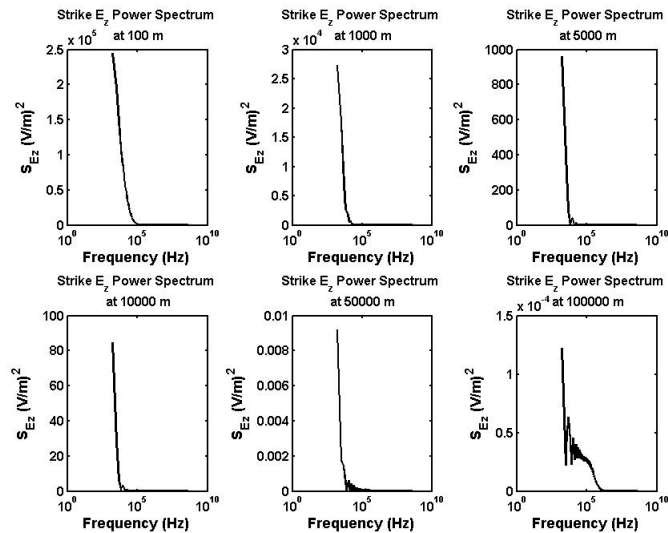 Strike E_z Power Spectrum
at 100 m
x 10^5
2.5
2
1.5
1
0.5
0
10^0
10^5
10^10
S_Ez (V/m)^2
Frequency (Hz)
Strike E_z Power Spectrum
at 1000 m
x 10^4
3
2.5
2
1.5
1
0.5
0
10^0
10^5
10^10
S_Ez (V/m)^2
Frequency (Hz)
Strike E_z Power Spectrum
at 5000 m
1000
800
600
400
200
0
10^0
10^5
10^10
S_Ez (V/m)^2
Frequency (Hz)
Strike E_z Power Spectrum
at 10000 m
100
80
60
40
20
0
10^0
10^5
10^10
S_Ez (V/m)^2
Frequency (Hz)
Strike E_z Power Spectrum
at 50000 m
0.01
0.008
0.006
0.004
0.002
0
10^0
10^5
10^10
S_Ez (V/m)^2
Frequency (Hz)
Strike E_z Power Spectrum
x 10^-4 at 100000 m
1.5
1
0.5
0
10^0
10^5
10^10
S_Ez (V/m)^2
Frequency (Hz)